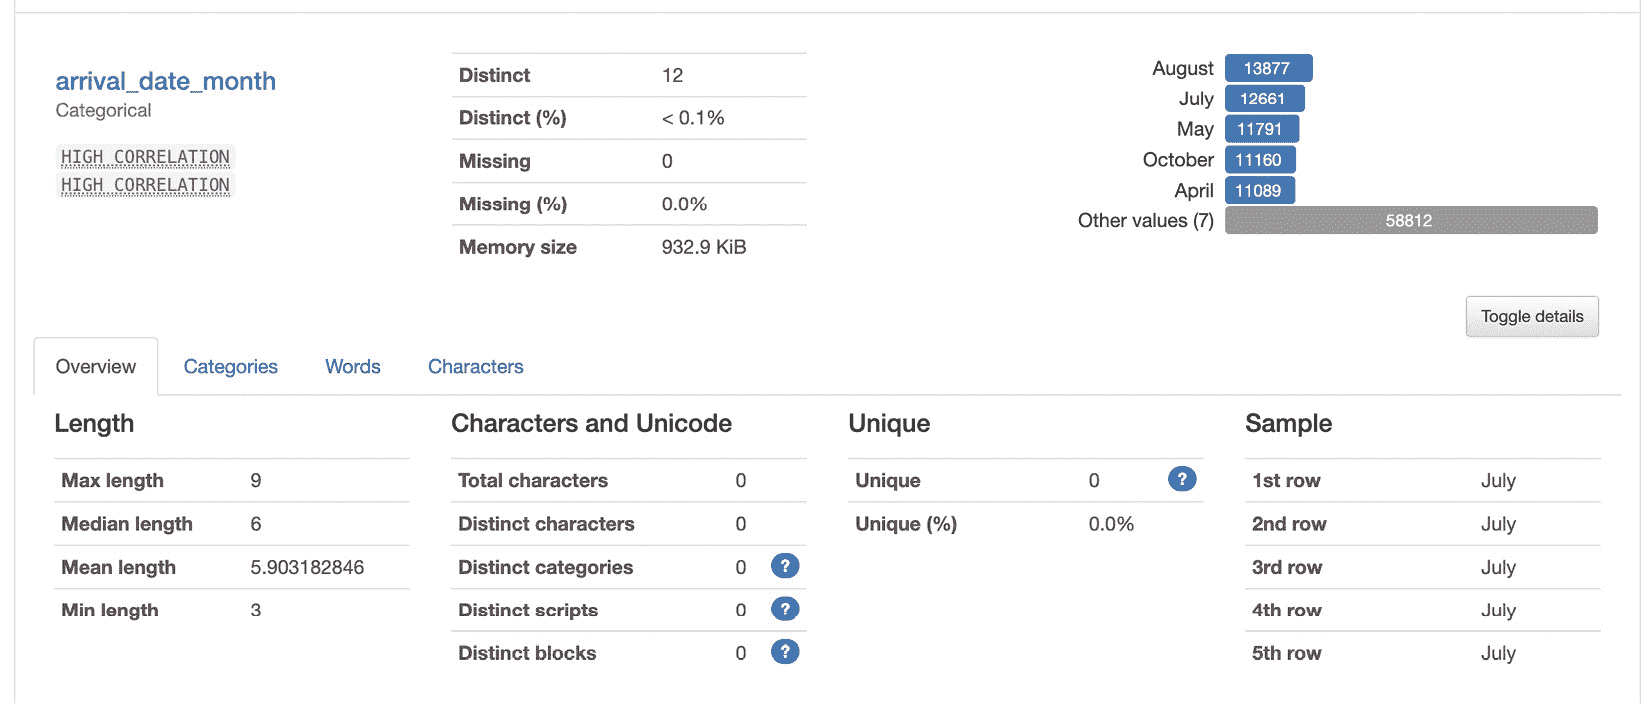 arrival_date_month
Categorical
HIGH CORRELATION
HIGH CORRELATION
Distinct 12
Distinct (%) < 0.1%
Missing 0
Missing (%) 0.0%
Memory size 932.9 KiB
August 13877
July 12661
May 11791
October 11160
April 11089
Other values (7) 58812
Toggle details
Overview Categories Words Characters
Length
Max length 9
Median length 6
Mean length 5.903182846
Min length 3
Characters and Unicode
Total characters 0
Distinct characters 0
Distinct categories 0 ?
Distinct scripts 0 ?
Distinct blocks 0 ?
Unique
Unique 0 ?
Unique (%) 0.0%
Sample
1st row July
2nd row July
3rd row July
4th row July
5th row July